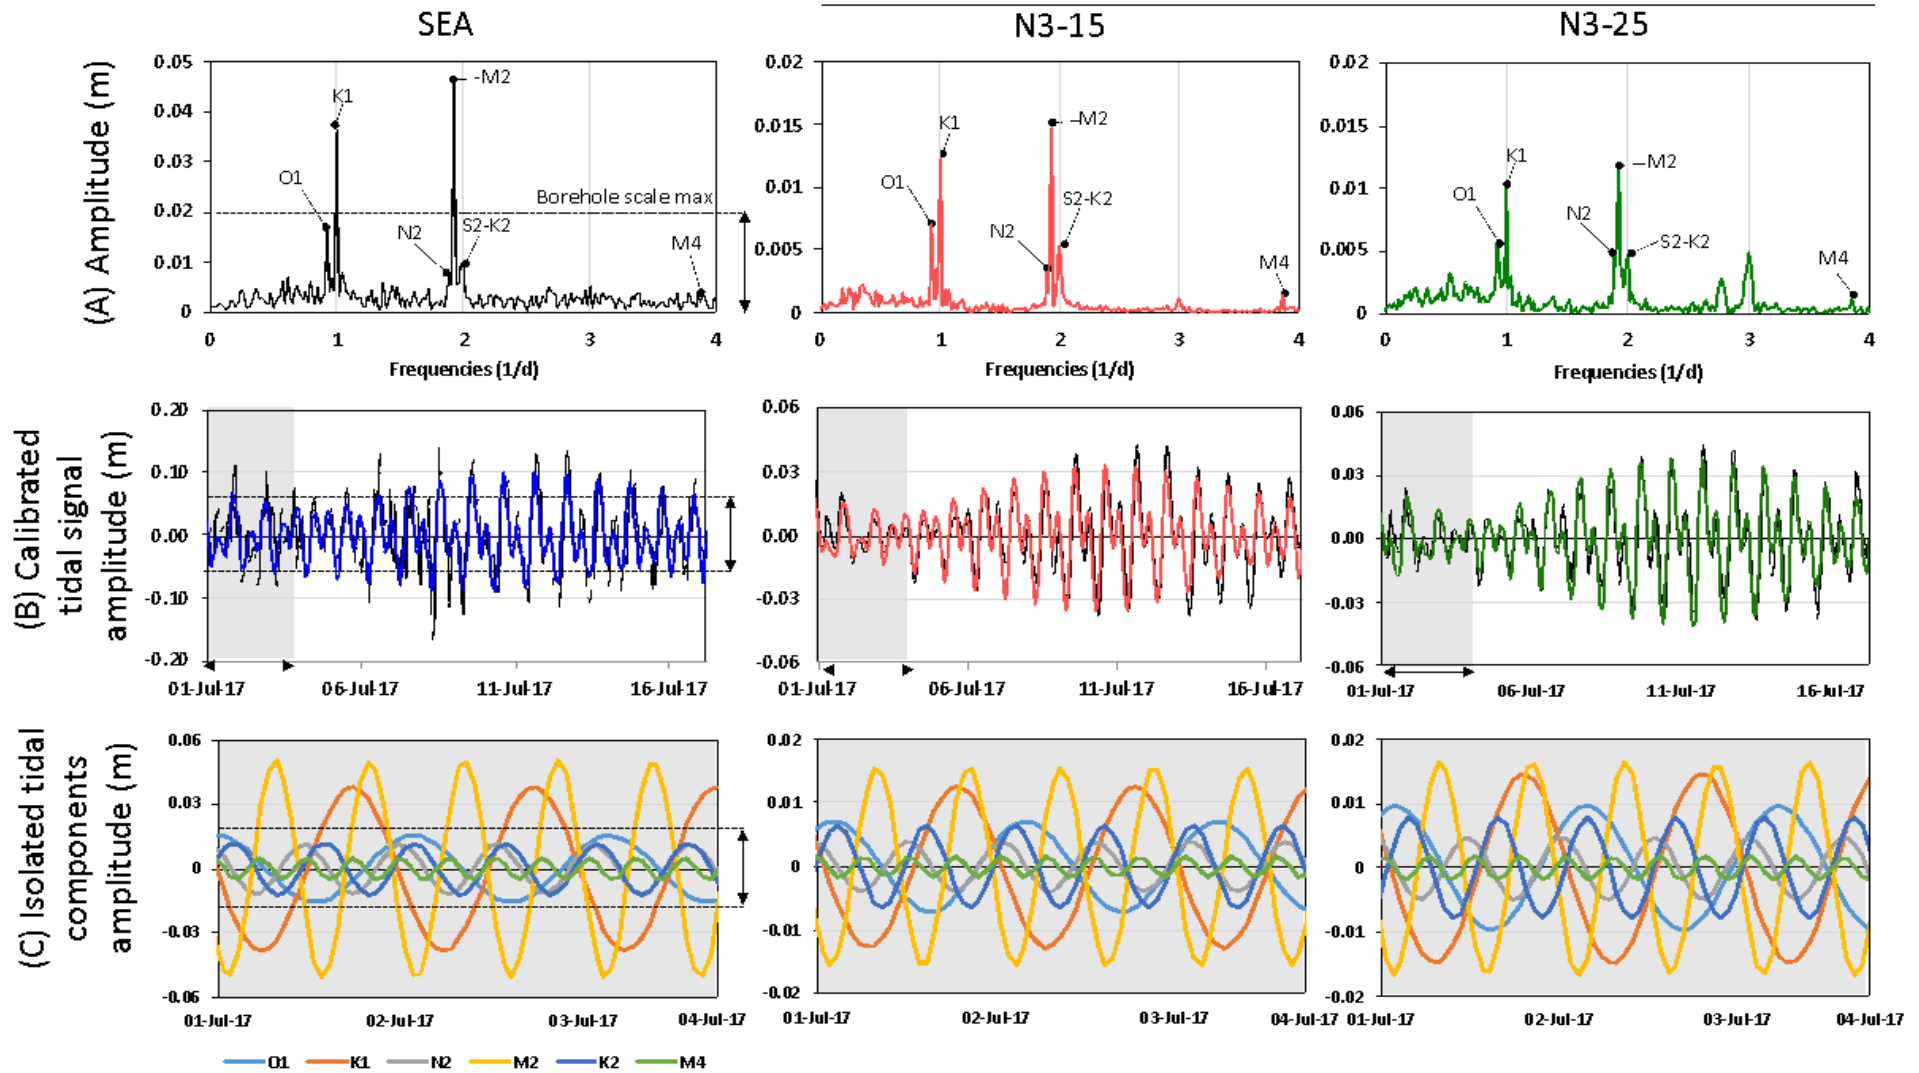 SEA
N3-15
N3-25
(A) Amplitude (m)
0.05
0.04
0.03
0.02
0.01
0
K1
-M2
O1
Borehole scale max
N2
S2-K2
M4
0 1 2 3 4
Frequencies (1/d)
0.02
0.015
0.01
0.005
0
K1
-M2
O1
S2-K2
N2
M4
0 1 2 3 4
Frequencies (1/d)
0.02
0.015
0.01
0.005
0
K1
-M2
O1
N2
S2-K2
M4
0 1 2 3 4
Frequencies (1/d)
(B) Calibrated
tidal signal
amplitude (m)
0.20
0.10
0.00
-0.10
-0.20
01-Jul-17 06-Jul-17 11-Jul-17 16-Jul-17
0.06
0.03
0.00
-0.03
-0.06
01-Jul-17 06-Jul-17 11-Jul-17 16-Jul-17
0.06
0.03
0.00
-0.03
-0.06
01-Jul-17 06-Jul-17 11-Jul-17 16-Jul-17
(C) Isolated tidal
components
amplitude (m)
0.06
0.03
0
-0.03
-0.06
01-Jul-17 02-Jul-17 03-Jul-17 04-Jul-17
0.02
0.01
0
-0.01
-0.02
01-Jul-17 02-Jul-17 03-Jul-17 04-Jul-17
0.02
0.01
0
-0.01
-0.02
01-Jul-17 02-Jul-17 03-Jul-17 04-Jul-17
O1 K1 N2 M2 K2 M4